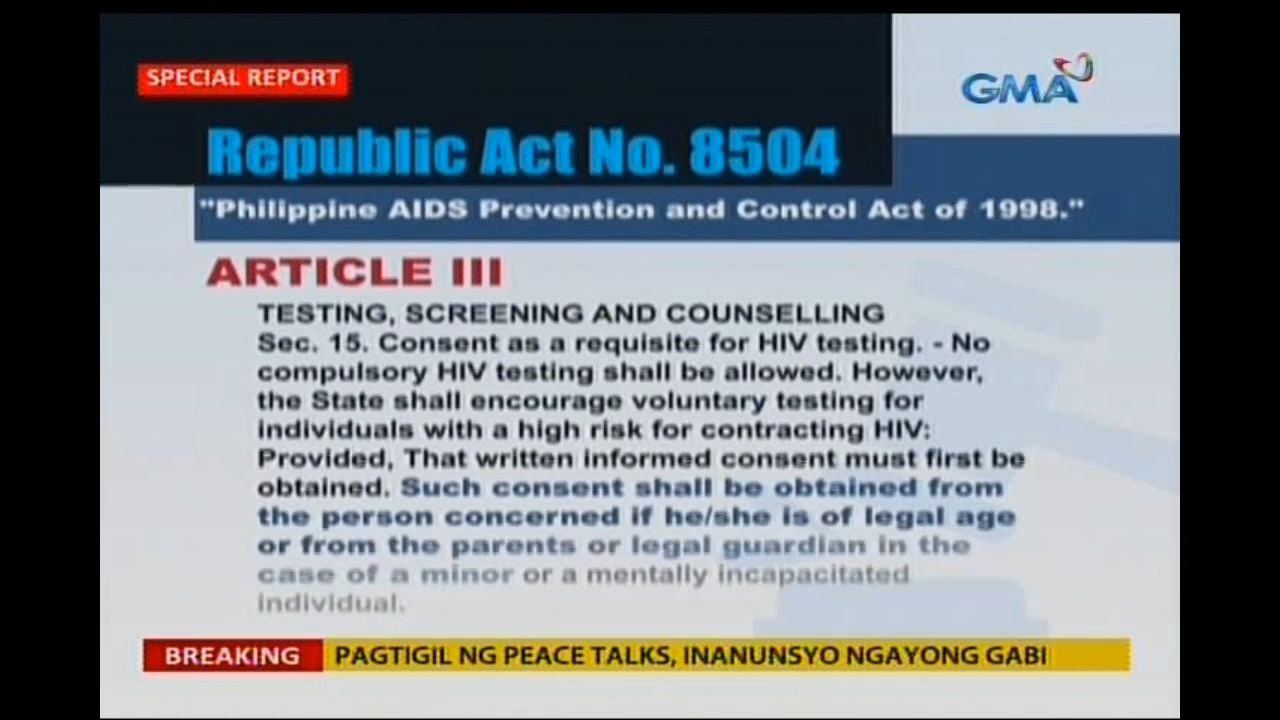 SPECIAL REPORT
GMA
Republic Act No. 8504
"Philippine AIDS Prevention and Control Act of 1998."
ARTICLE III
TESTING, SCREENING AND COUNSELLING
Sec. 15. Consent as a requisite for HIV testing. - No
compulsory HIV testing shall be allowed. However,
the State shall encourage voluntary testing for
individuals with a high risk for contracting HIV:
Provided, That written informed consent must first be
obtained. Such consent shall be obtained from
the person concerned if he/she is of legal age
or from the parents or legal guardian in the
case of a minor or a mentally incapacitated
individual.
BREAKING PAGTIGIL NG PEACE TALKS, INANUNSYO NGAYONG GABI